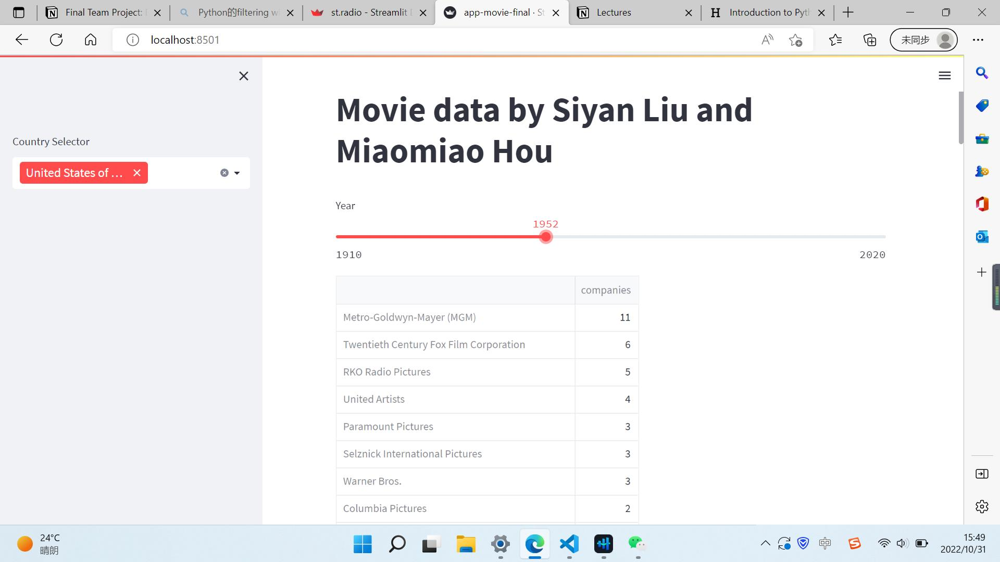 Final Team Project:
Python的filtering wi
st.radio - Streamlit
app-movie-final · St
Lectures
Introduction to Pyth
localhost:8501
未同步
Movie data by Siyan Liu and
Miaomiao Hou
Country Selector
United States of ...
Year
1952
1910
2020
companies
Metro-Goldwyn-Mayer (MGM) 11
Twentieth Century Fox Film Corporation 6
RKO Radio Pictures 5
United Artists 4
Paramount Pictures 3
Selznick International Pictures 3
Warner Bros. 3
Columbia Pictures 2
24°C
晴朗
中
15:49
2022/10/31